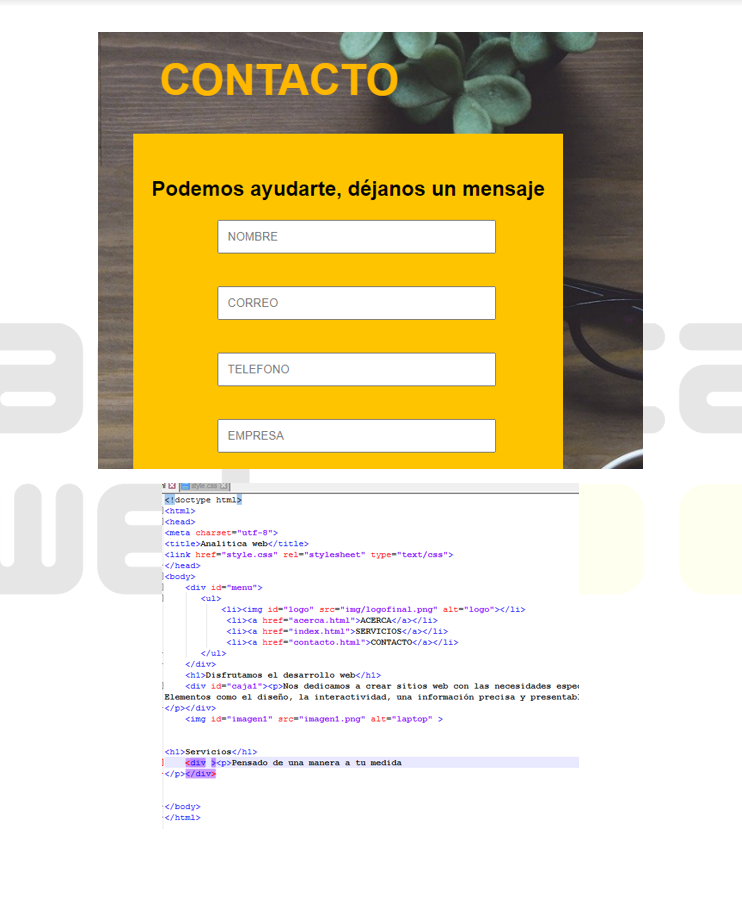 CONTACTO
Podemos ayudarte, déjanos un mensaje
NOMBRE
CORREO
TELEFONO
EMPRESA
style.css
<!doctype html>
<html>
<head>
<meta charset="utf-8">
<title>Analitica web</title>
<link href="style.css" rel="stylesheet" type="text/css">
</head>
<body>
<div id="menu">
<ul>
<li><img id="logo" src="img/logofinal.png" alt="logo"></li>
<li><a href="acerca.html">ACERCA</a></li>
<li><a href="index.html">SERVICIOS</a></li>
<li><a href="contacto.html">CONTACTO</a></li>
</ul>
</div>
<h1>Disfrutamos el desarrollo web</h1>
<div id="caja1"><p>Nos dedicamos a crear sitios web con las necesidades
Elementos como el diseño, la interactividad, una información precisa y
</p></div>
<img id="imagen1" src="imagen1.png" alt="laptop" >
<h1>Servicios</h1>
<div ><p>Pensado de una manera a tu medida
</p></div>
</body>
</html>